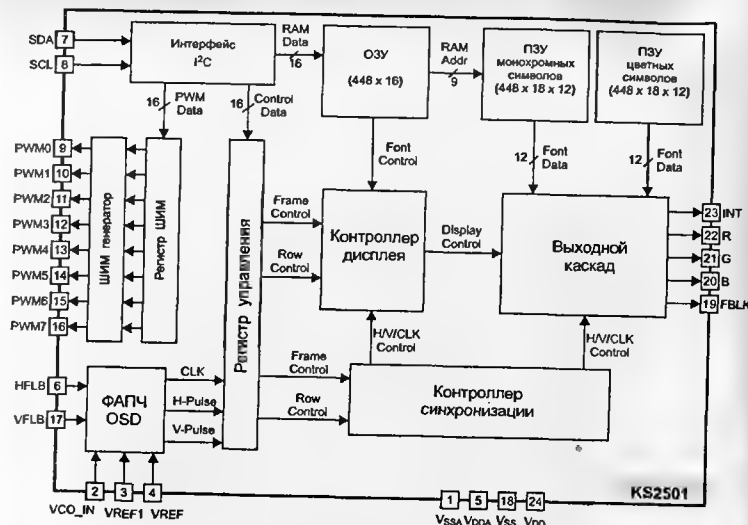 SDA 7
SCL 8
Интерфейс
I²C
RAM
Data
16
ОЗУ
(448 x 16)
RAM
Addr
9
ПЗУ
монохромных
символов
(448 x 18 x 12)
ПЗУ
цветных
символов
(448 x 18 x 12)
16 PWM
Data
16 Control
Data
Font
Control
12 Font
Data
12 Font
Data
PWM0 9
PWM1 10
PWM2 11
PWM3 12
PWM4 13
PWM5 14
PWM6 15
PWM7 16
ШИМ генератор
Регистр ШИМ
Регистр управления
Frame
Control
Row
Control
Контроллер
дисплея
Display
Control
Выходной
каскад
23 INT
22 R
21 G
20 B
19 FBLK
H/V/CLK
Control
H/V/CLK
Control
HFLB 6
VFLB 17
ФАПЧ
OSD
CLK
H-Pulse
V-Pulse
Frame
Control
Row
Control
Контроллер
синхронизации
2 3 4
VCO_IN VREF1 VREF
1 5 18 24
VSSA VDDA VSS VDD
KS2501